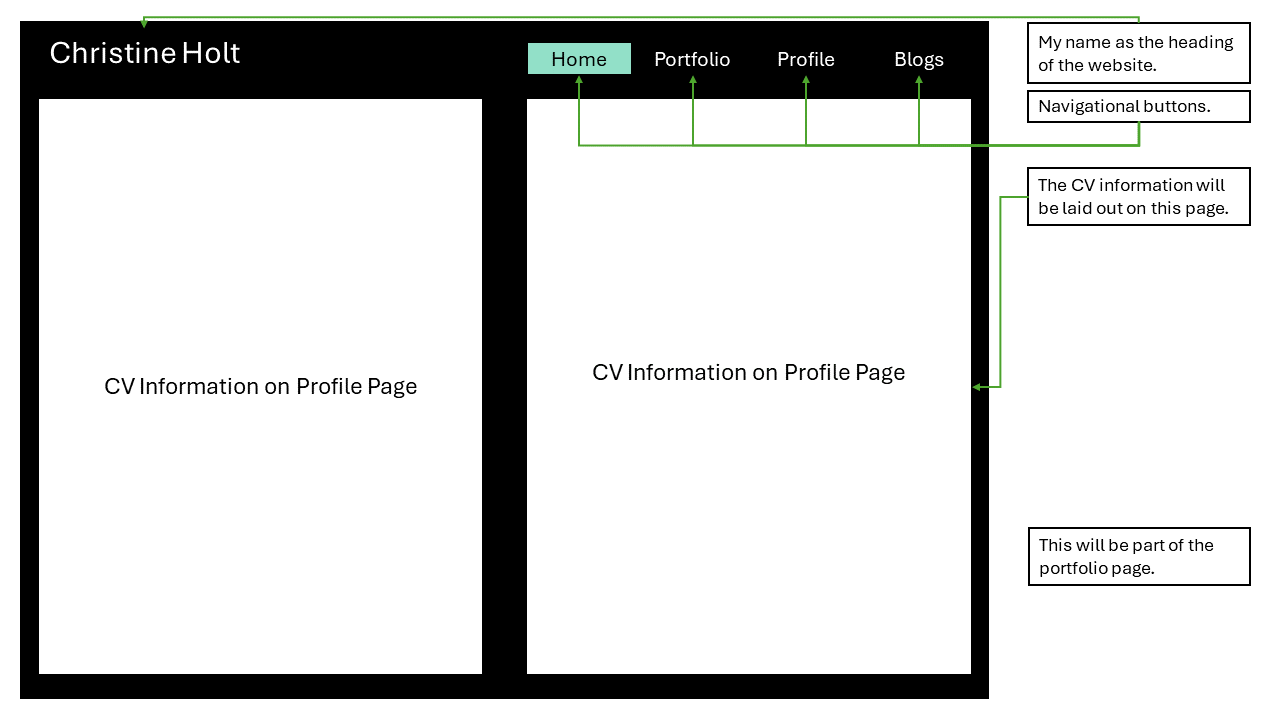 Christine Holt
Home
Portfolio
Profile
Blogs
My name as the heading
of the website.
Navigational buttons.
The CV information will
be laid out on this page.
CV Information on Profile Page
CV Information on Profile Page
This will be part of the
portfolio page.